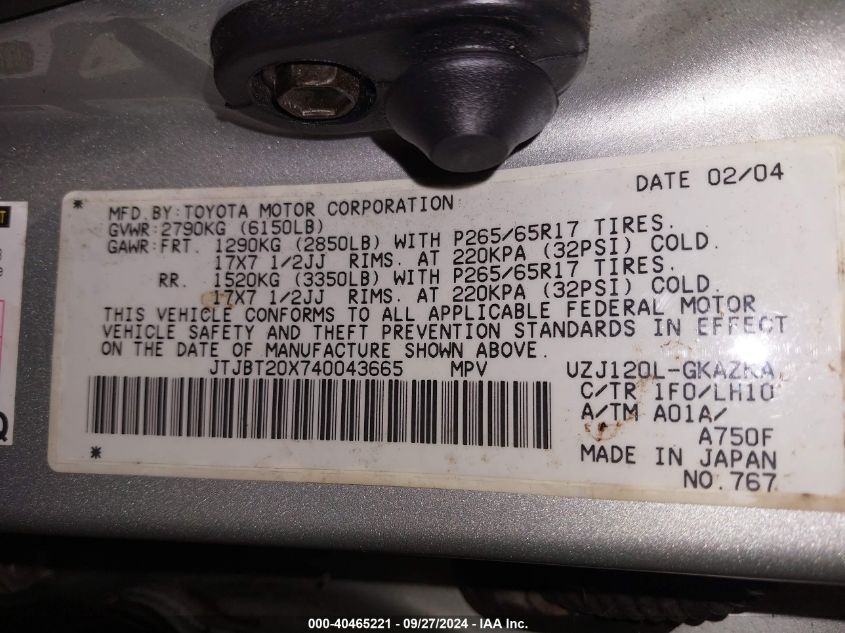 DATE 02/04
* MFD.BY:TOYOTA MOTOR CORPORATION
GVWR:2790KG (6150LB)
GAWR:FRT. 1290KG (2850LB) WITH P265/65R17 TIRES.
17X7 1/2JJ RIMS. AT 220KPA (32PSI) COLD.
RR. 1520KG (3350LB) WITH P265/65R17 TIRES.
17X7 1/2JJ RIMS. AT 220KPA (32PSI) COLD.
THIS VEHICLE CONFORMS TO ALL APPLICABLE FEDERAL MOTOR
VEHICLE SAFETY AND THEFT PREVENTION STANDARDS IN EFFECT
ON THE DATE OF MANUFACTURE SHOWN ABOVE.
JTJBT20X740043665 MPV UZJ120L-GKAZKA
C/TR 1F0/LH10
A/TM A01A/
A750F
* MADE IN JAPAN
NO.767
Q
000-40465221 - 09/27/2024 - IAA Inc.